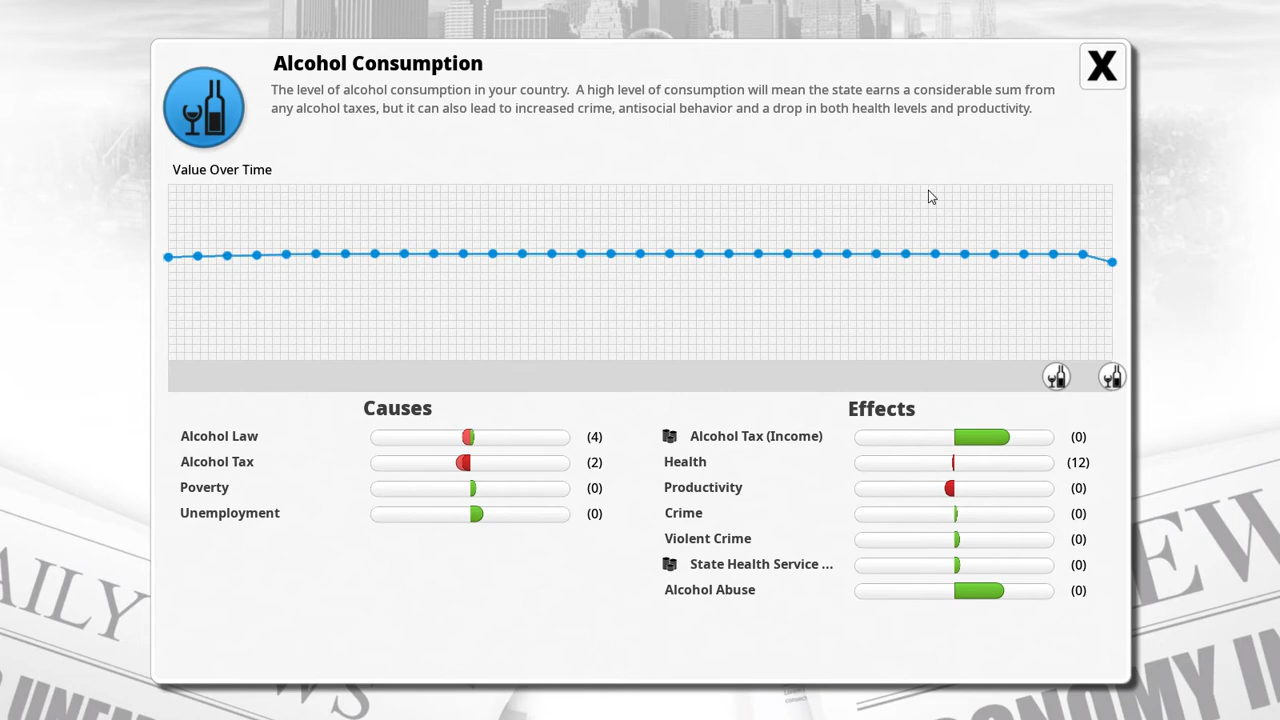 Alcohol Consumption
X
The level of alcohol consumption in your country.  A high level of consumption will mean the state earns a considerable sum from
any alcohol taxes, but it can also lead to increased crime, antisocial behavior and a drop in both health levels and productivity.
Value Over Time
Causes
Alcohol Law (4)
Alcohol Tax (2)
Poverty (0)
Unemployment (0)
Effects
Alcohol Tax (Income) (0)
Health (12)
Productivity (0)
Crime (0)
Violent Crime (0)
State Health Service ... (0)
Alcohol Abuse (0)